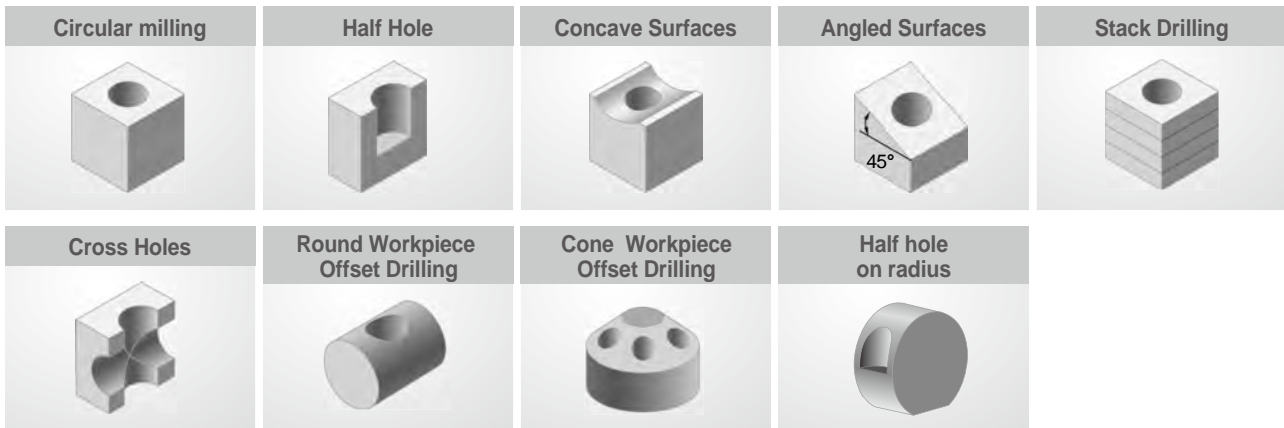 Circular milling
Half Hole
Concave Surfaces
Angled Surfaces
Stack Drilling
45°
Cross Holes
Round Workpiece
Offset Drilling
Cone Workpiece
Offset Drilling
Half hole
on radius